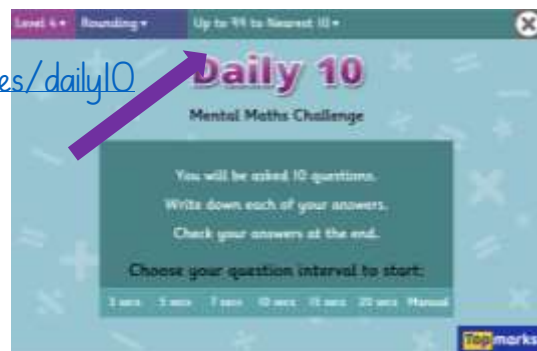 Level 4 Rounding Up to 99 to Nearest 10
es/daily10
Daily 10
Mental Maths Challenge
You will be asked 10 questions.
Write down each of your answers.
Check your answers at the end.
Choose your question interval to start:
3 secs 5 secs 7 secs 10 secs 15 secs 20 secs Manual
Topmarks